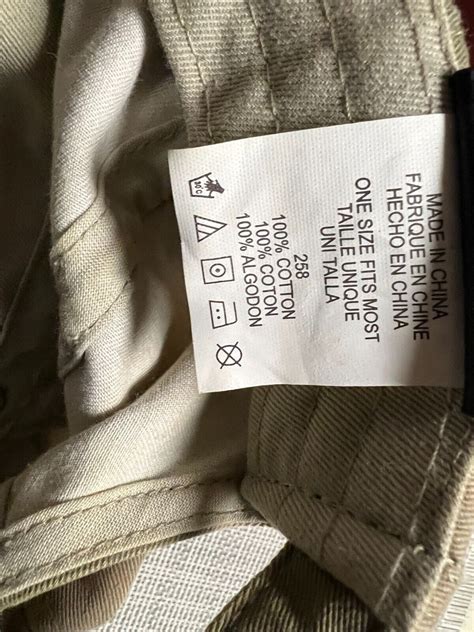 MADE IN CHINA
FABRIQUE EN CHINE
HECHO EN CHINA
ONE SIZE FITS MOST
TAILLE UNIQUE
UNI TALLA
258
100% COTTON
100% COTON
100% ALGODON
30°C